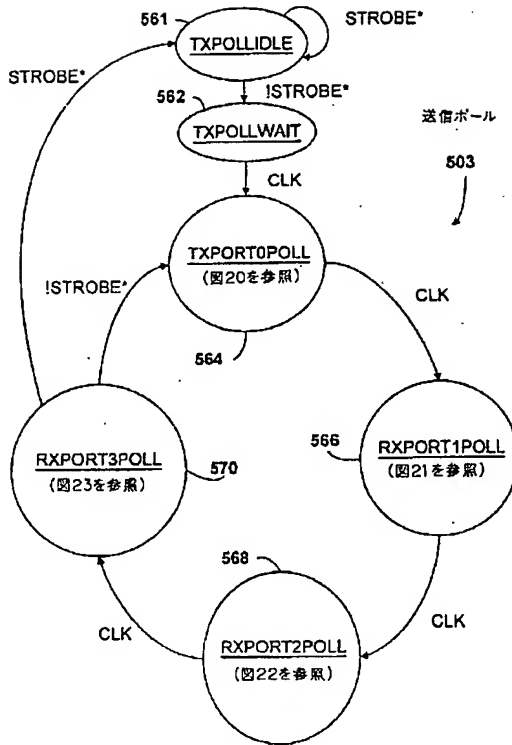 561
STROBE*
TXPOLLIDLE
STROBE*
562
!STROBE*
TXPOLLWAIT
送信ポール
503
CLK
TXPORT0POLL
(図20を参照)
!STROBE*
CLK
564
RXPORT3POLL
(図23を参照)
570
566
RXPORT1POLL
(図21を参照)
568
CLK
RXPORT2POLL
(図22を参照)
CLK